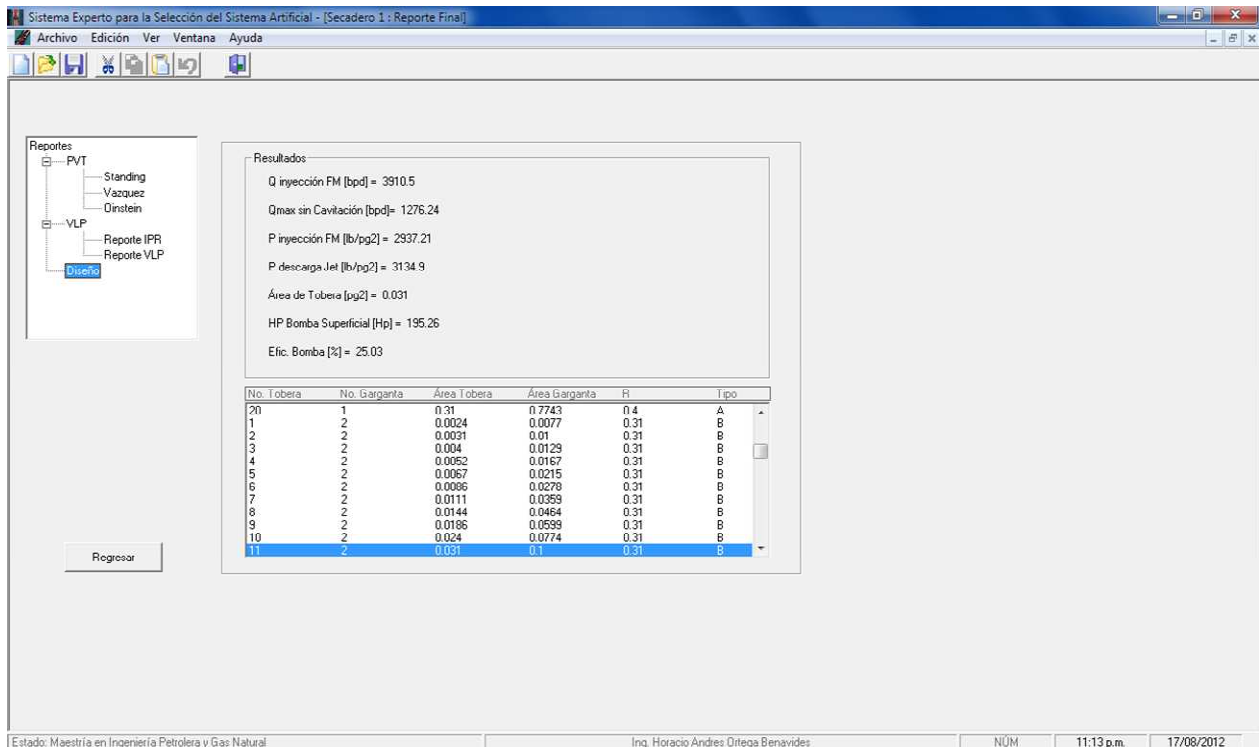 Sistema Experto para la Selección del Sistema Artificial - [Secadero 1 : Reporte Final]
Archivo Edición Ver Ventana Ayuda
Reportes
PVT
Standing
Vazquez
Oinstein
VLP
Reporte IPR
Reporte VLP
Diseño
Resultados
Q inyección FM [bpd] = 3910.5
Qmax sin Cavitación [bpd]= 1276.24
P inyección FM [lb/pg2] = 2937.21
P descarga Jet [lb/pg2] = 3134.9
Área de Tobera [pg2] = 0.031
HP Bomba Superficial [Hp] = 195.26
Efic. Bomba [%] = 25.03
No. Tobera No. Garganta Área Tobera Área Garganta R Tipo
20 1 0.31 0.7743 0.4 A
1 2 0.0024 0.0077 0.31 B
2 2 0.0031 0.01 0.31 B
3 2 0.004 0.0129 0.31 B
4 2 0.0052 0.0167 0.31 B
5 2 0.0067 0.0215 0.31 B
6 2 0.0086 0.0278 0.31 B
7 2 0.0111 0.0359 0.31 B
8 2 0.0144 0.0464 0.31 B
9 2 0.0186 0.0599 0.31 B
10 2 0.024 0.0774 0.31 B
11 2 0.031 0.1 0.31 B
Regresar
Estado: Maestría en Ingeniería Petrolera y Gas Natural Ing. Horacio Andres Ortega Benavides NÚM 11:13 p.m. 17/08/2012